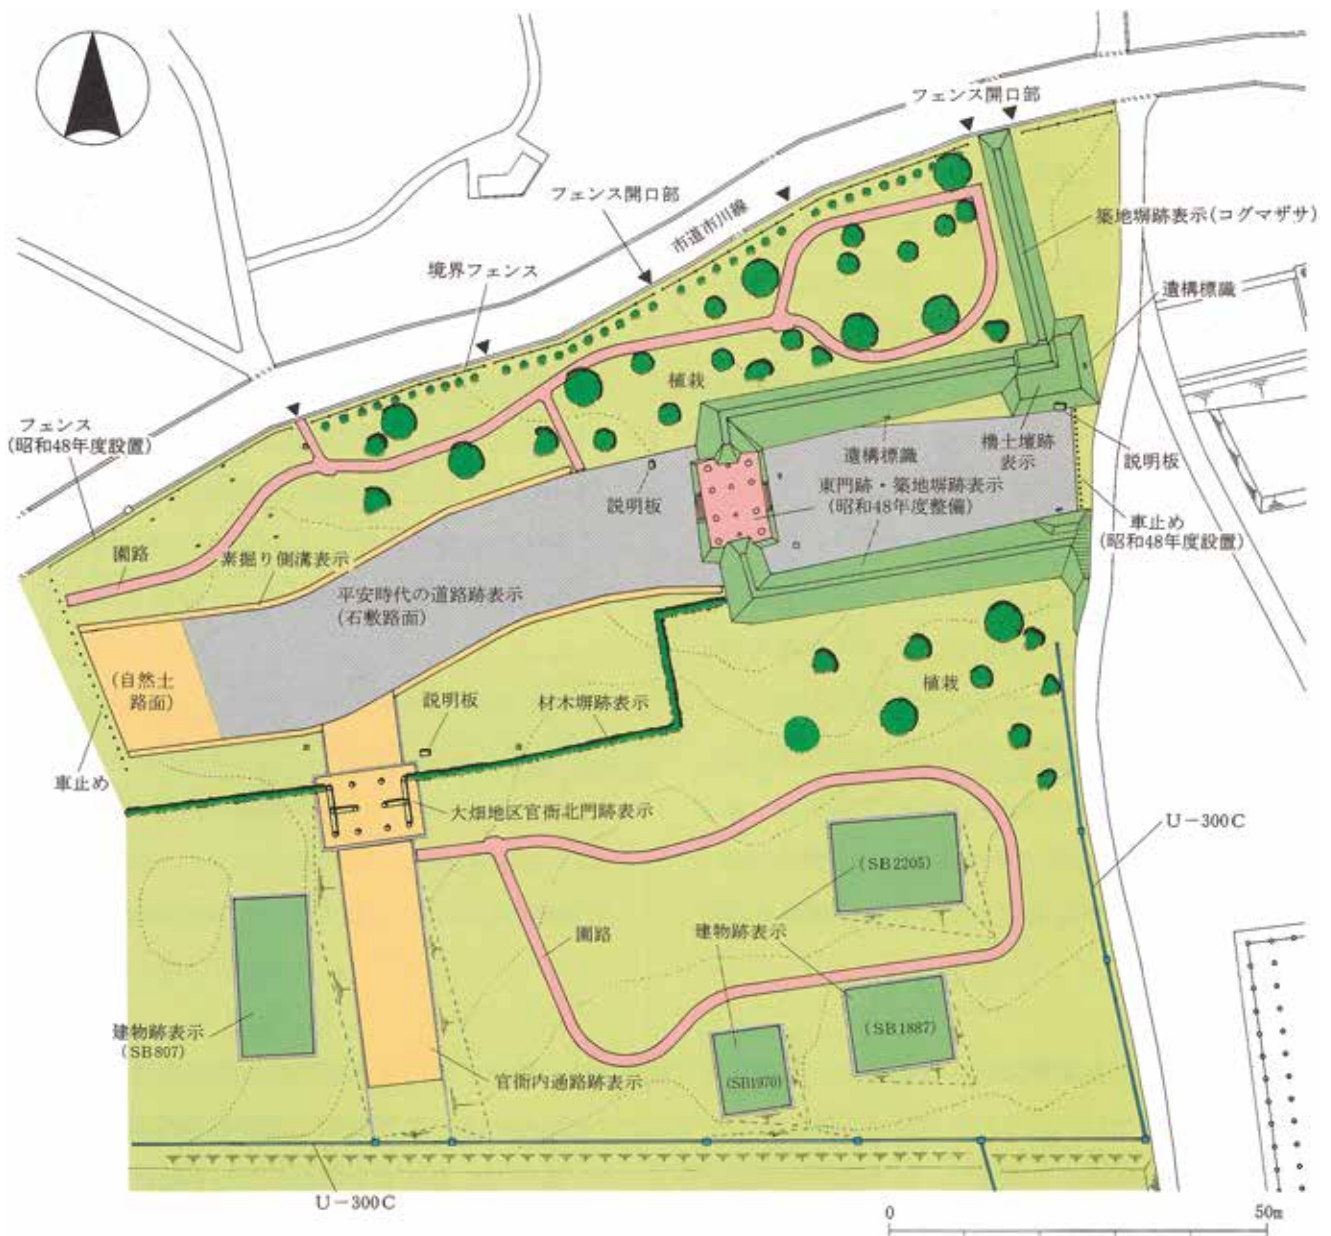 フェンス開口部
フェンス開口部
市道市川線
築地塀跡表示(コグマザサ)
境界フェンス
遺構標識
植栽
フェンス
(昭和48年度設置)
遺構標識
櫓土壇跡
表示
説明板
説明板
東門跡・築地塀跡表示
(昭和48年度整備)
車止め
(昭和48年度設置)
園路
素掘り側溝表示
平安時代の道路跡表示
(石敷路面)
(自然土
路面)
説明板
材木塀跡表示
植栽
車止め
大畑地区官衙北門跡表示
U-300C
(SB2205)
園路
建物跡表示
建物跡表示
(SB807)
(SB1887)
(SB1970)
官衙内通路跡表示
U-300C
0
50m